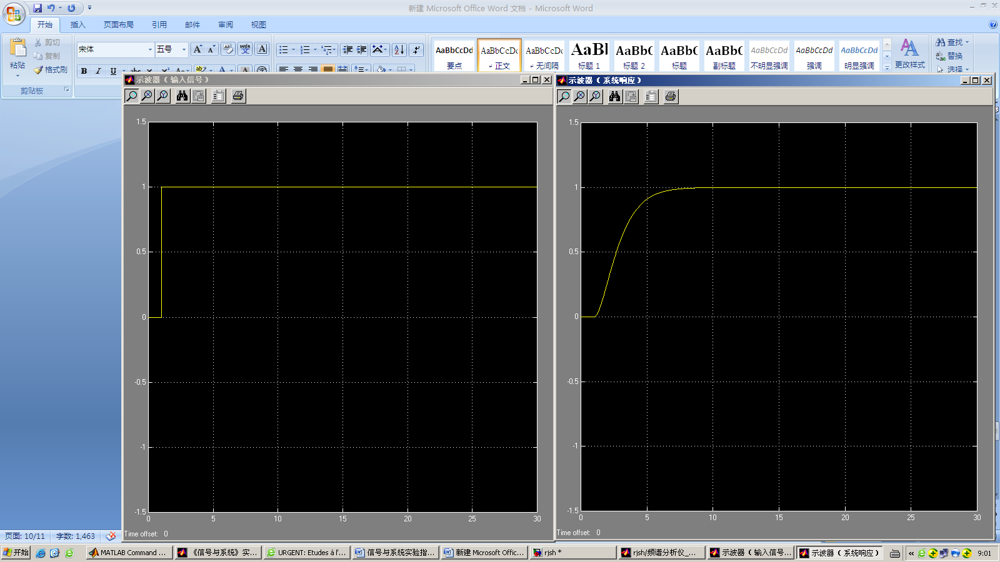 新建 Microsoft Office Word 文档 - Microsoft Word
开始 插入 页面布局 引用 邮件 审阅 视图
粘贴
剪切
复制
格式刷
剪贴板
宋体 五号
B I U abc x² Aa
AaBbCcDd AaBbCcDd AaBbCcDd AaBl AaBbC AaBbC AaBbC AaBbCcDd AaBbCcDd AaBbCcDd
要点 正文 无间隔 标题 1 标题 2 标题 副标题 不明显强调 强调 明显强调
更改样式
查找
替换
选择
示波器（输入信号）
1.5
1
0.5
0
-0.5
-1
-1.5
0 5 10 15 20 25 30
Time offset: 0
示波器（系统响应）
1.5
1
0.5
0
-0.5
-1
-1.5
0 5 10 15 20 25 30
Time offset: 0
页面: 10/11 字数: 1,463
开始 MATLAB Command ... 《信号与系统》实... URGENT: Etudes à l'... 信号与系统实验指... 新建 Microsoft Offic... rjsh * rjsh/频谱分析仪_... 示波器（输入信号... 示波器（系统响应） « 9:01